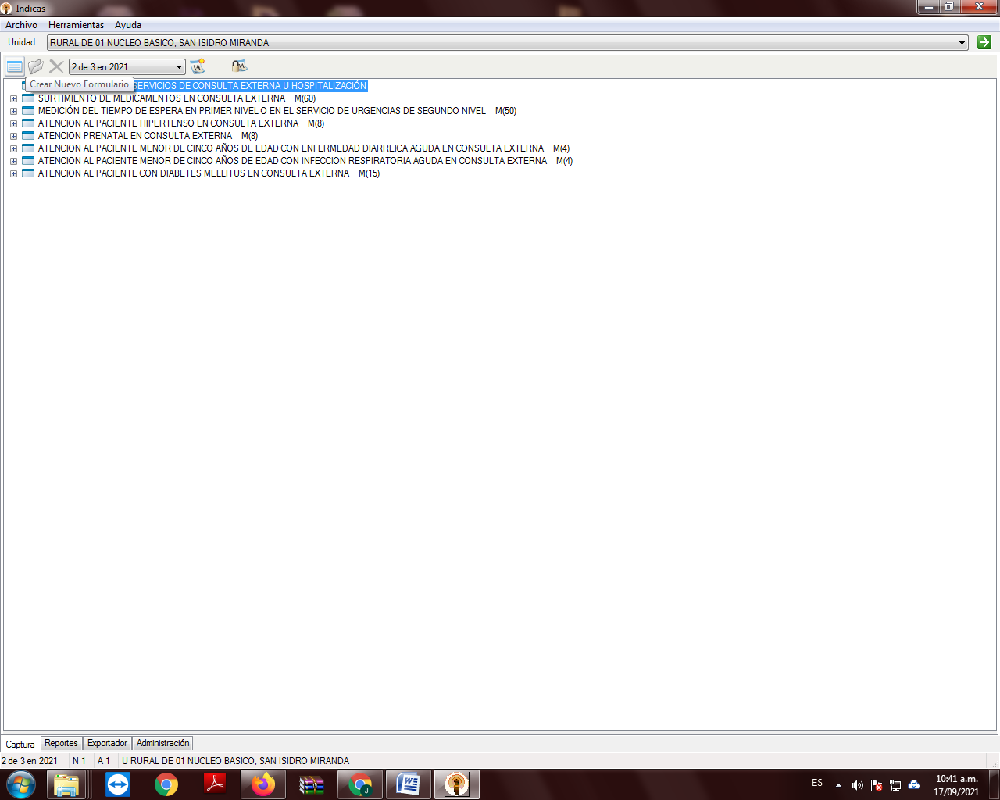 Indicas
Archivo Herramientas Ayuda
Unidad RURAL DE 01 NUCLEO BASICO, SAN ISIDRO MIRANDA
2 de 3 en 2021
Crear Nuevo Formulario SERVICIOS DE CONSULTA EXTERNA U HOSPITALIZACIÓN
SURTIMIENTO DE MEDICAMENTOS EN CONSULTA EXTERNA M(60)
MEDICIÓN DEL TIEMPO DE ESPERA EN PRIMER NIVEL O EN EL SERVICIO DE URGENCIAS DE SEGUNDO NIVEL M(50)
ATENCION AL PACIENTE HIPERTENSO EN CONSULTA EXTERNA M(8)
ATENCION PRENATAL EN CONSULTA EXTERNA M(8)
ATENCION AL PACIENTE MENOR DE CINCO AÑOS DE EDAD CON ENFERMEDAD DIARREICA AGUDA EN CONSULTA EXTERNA M(4)
ATENCION AL PACIENTE MENOR DE CINCO AÑOS DE EDAD CON INFECCION RESPIRATORIA AGUDA EN CONSULTA EXTERNA M(4)
ATENCION AL PACIENTE CON DIABETES MELLITUS EN CONSULTA EXTERNA M(15)
Captura Reportes Exportador Administración
2 de 3 en 2021 N 1 A 1 U RURAL DE 01 NUCLEO BASICO, SAN ISIDRO MIRANDA
ES 10:41 a.m.
17/09/2021